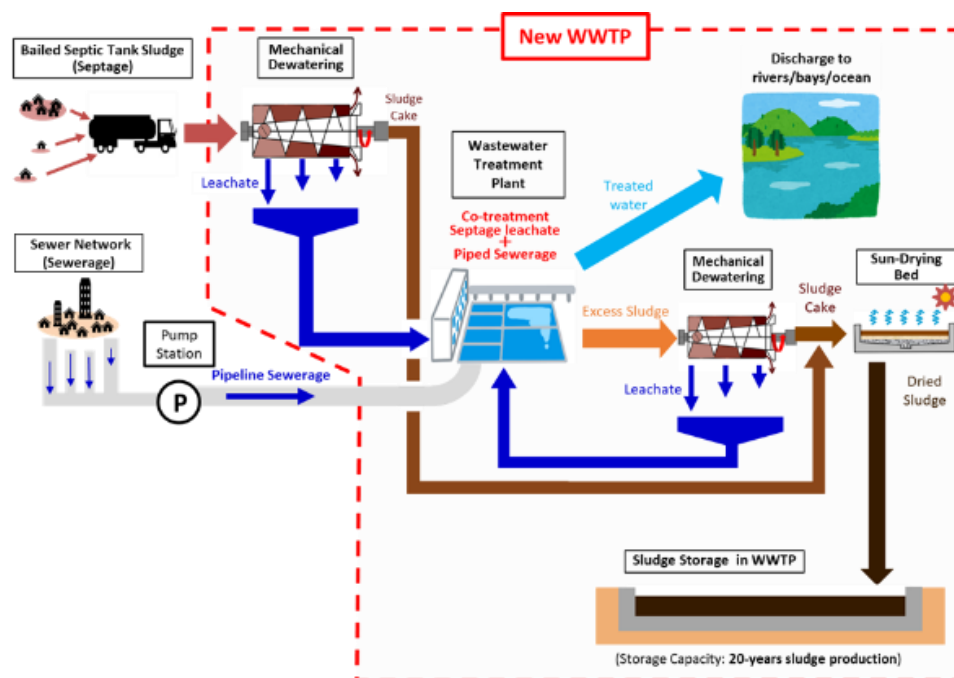 New WWTP
Bailed Septic Tank Sludge
(Septage)
Mechanical
Dewatering
Sludge
Cake
Leachate
Discharge to
rivers/bays/ocean
Wastewater
Treatment
Plant
Treated
water
Co-treatment
Septage leachate
+
Piped Sewerage
Sewer Network
(Sewerage)
Pump
Station
P
Pipeline Sewerage
Excess Sludge
Mechanical
Dewatering
Sludge
Cake
Leachate
Sun-Drying
Bed
Dried
Sludge
Sludge Storage in WWTP
(Storage Capacity: 20-years sludge production)